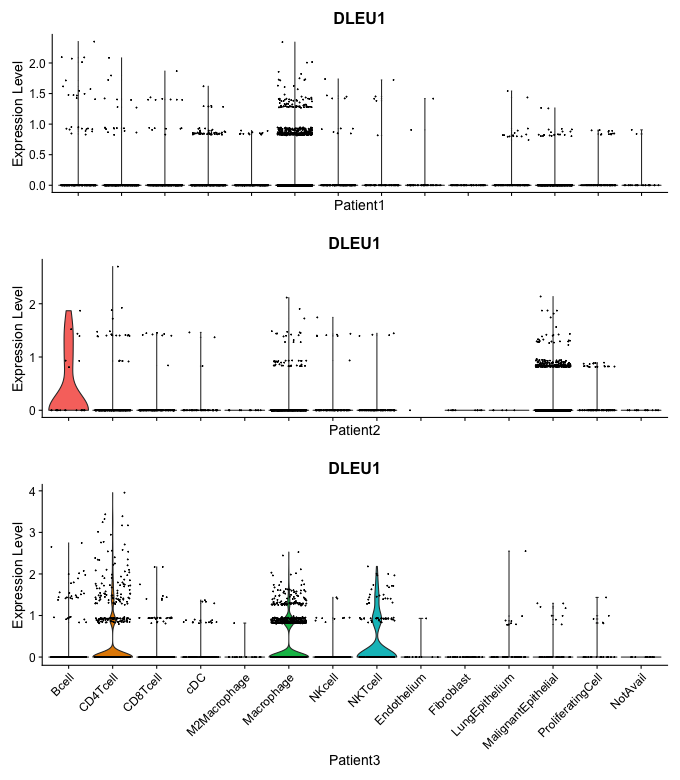 DLEU1
Expression Level
2.0
1.5
1.0
0.5
0.0
Patient1
DLEU1
Expression Level
2
1
0
Patient2
DLEU1
Expression Level
4
3
2
1
0
Bcell
CD4Tcell
CD8Tcell
cDC
M2Macrophage
Macrophage
NKcell
NKTcell
Endothelium
Fibroblast
LungEpithelium
MalignantEpithelial
ProliferatingCell
NotAvail
Patient3